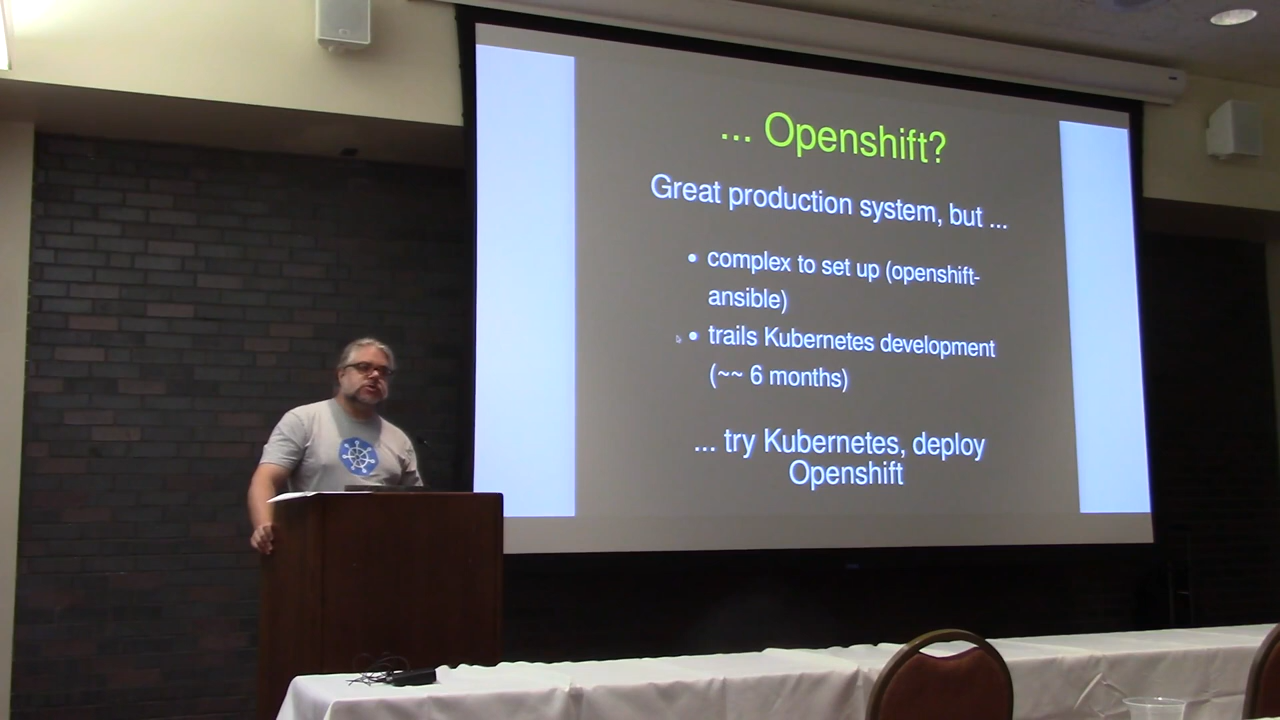 ... Openshift?
Great production system, but ...
• complex to set up (openshift-
ansible)
• trails Kubernetes development
(~~ 6 months)
... try Kubernetes, deploy
Openshift